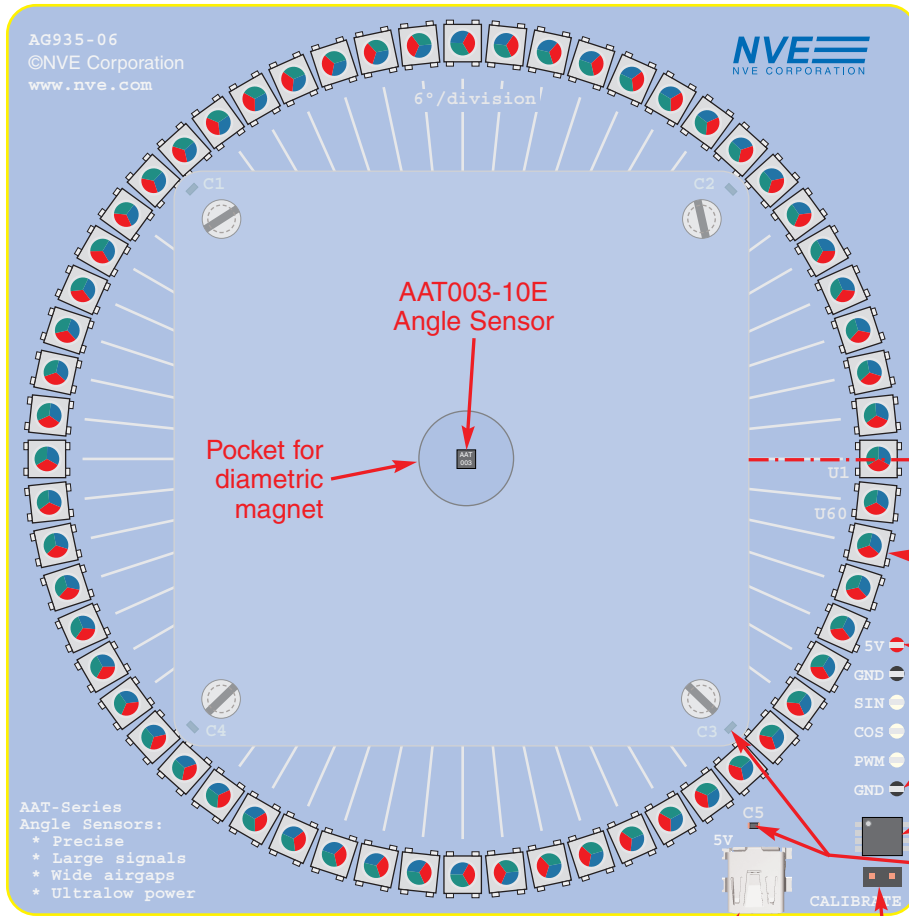 AG935-06
©NVE Corporation
www.nve.com
NVE
NVE CORPORATION
6°/division
C1
C2
AAT003-10E
Angle Sensor
Pocket for
diametric
magnet
AAT
003
U1
U60
5V
GND
SIN
COS
PWM
GND
C4
C3
AAT-Series
Angle Sensors:
* Precise
* Large signals
* Wide airgaps
* Ultralow power
C5
5V
CALIBRATE